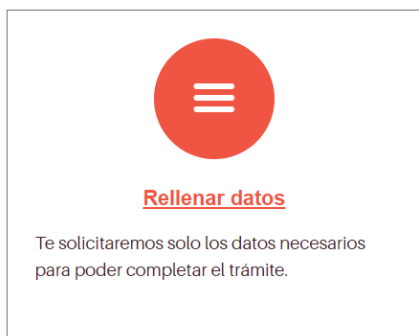 Rellenar datos
Te solicitaremos solo los datos necesarios
para poder completar el trámite.